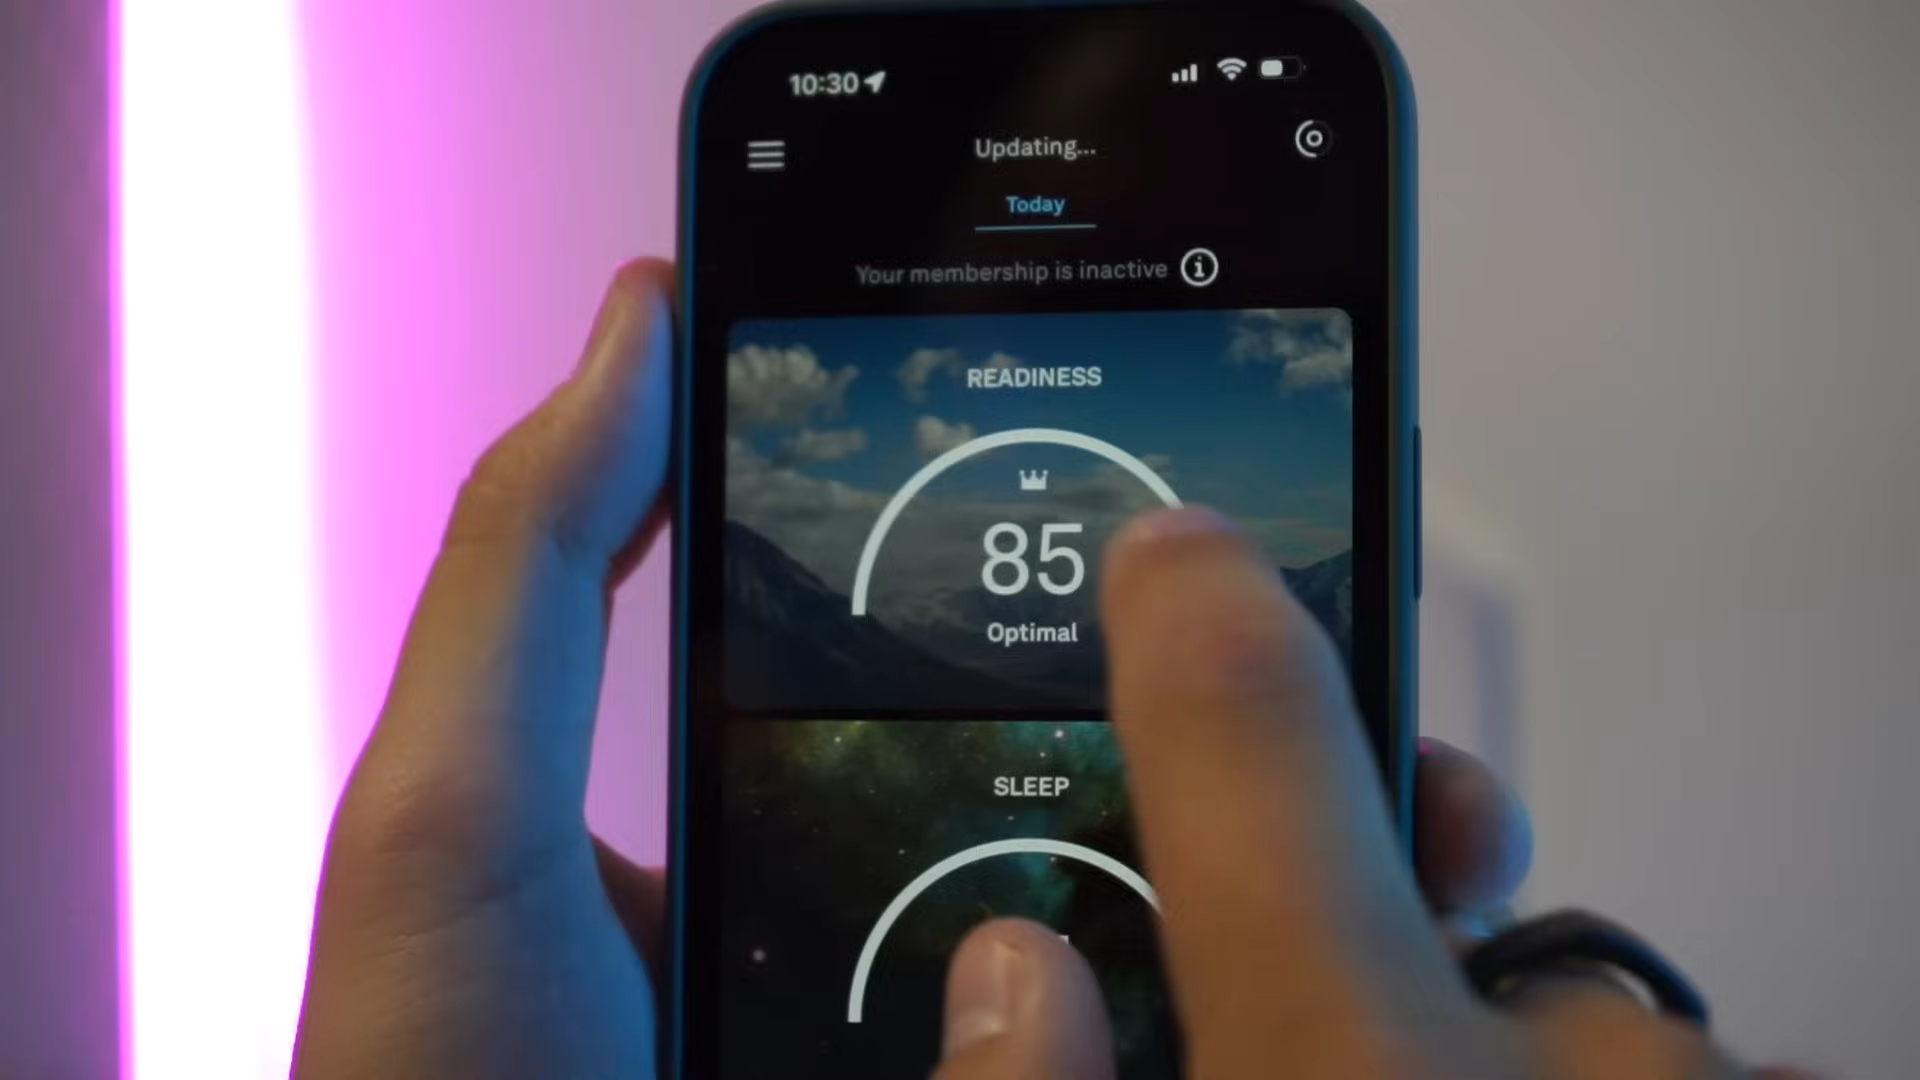 10:30
Updating...
Today
Your membership is inactive
READINESS
85
Optimal
SLEEP